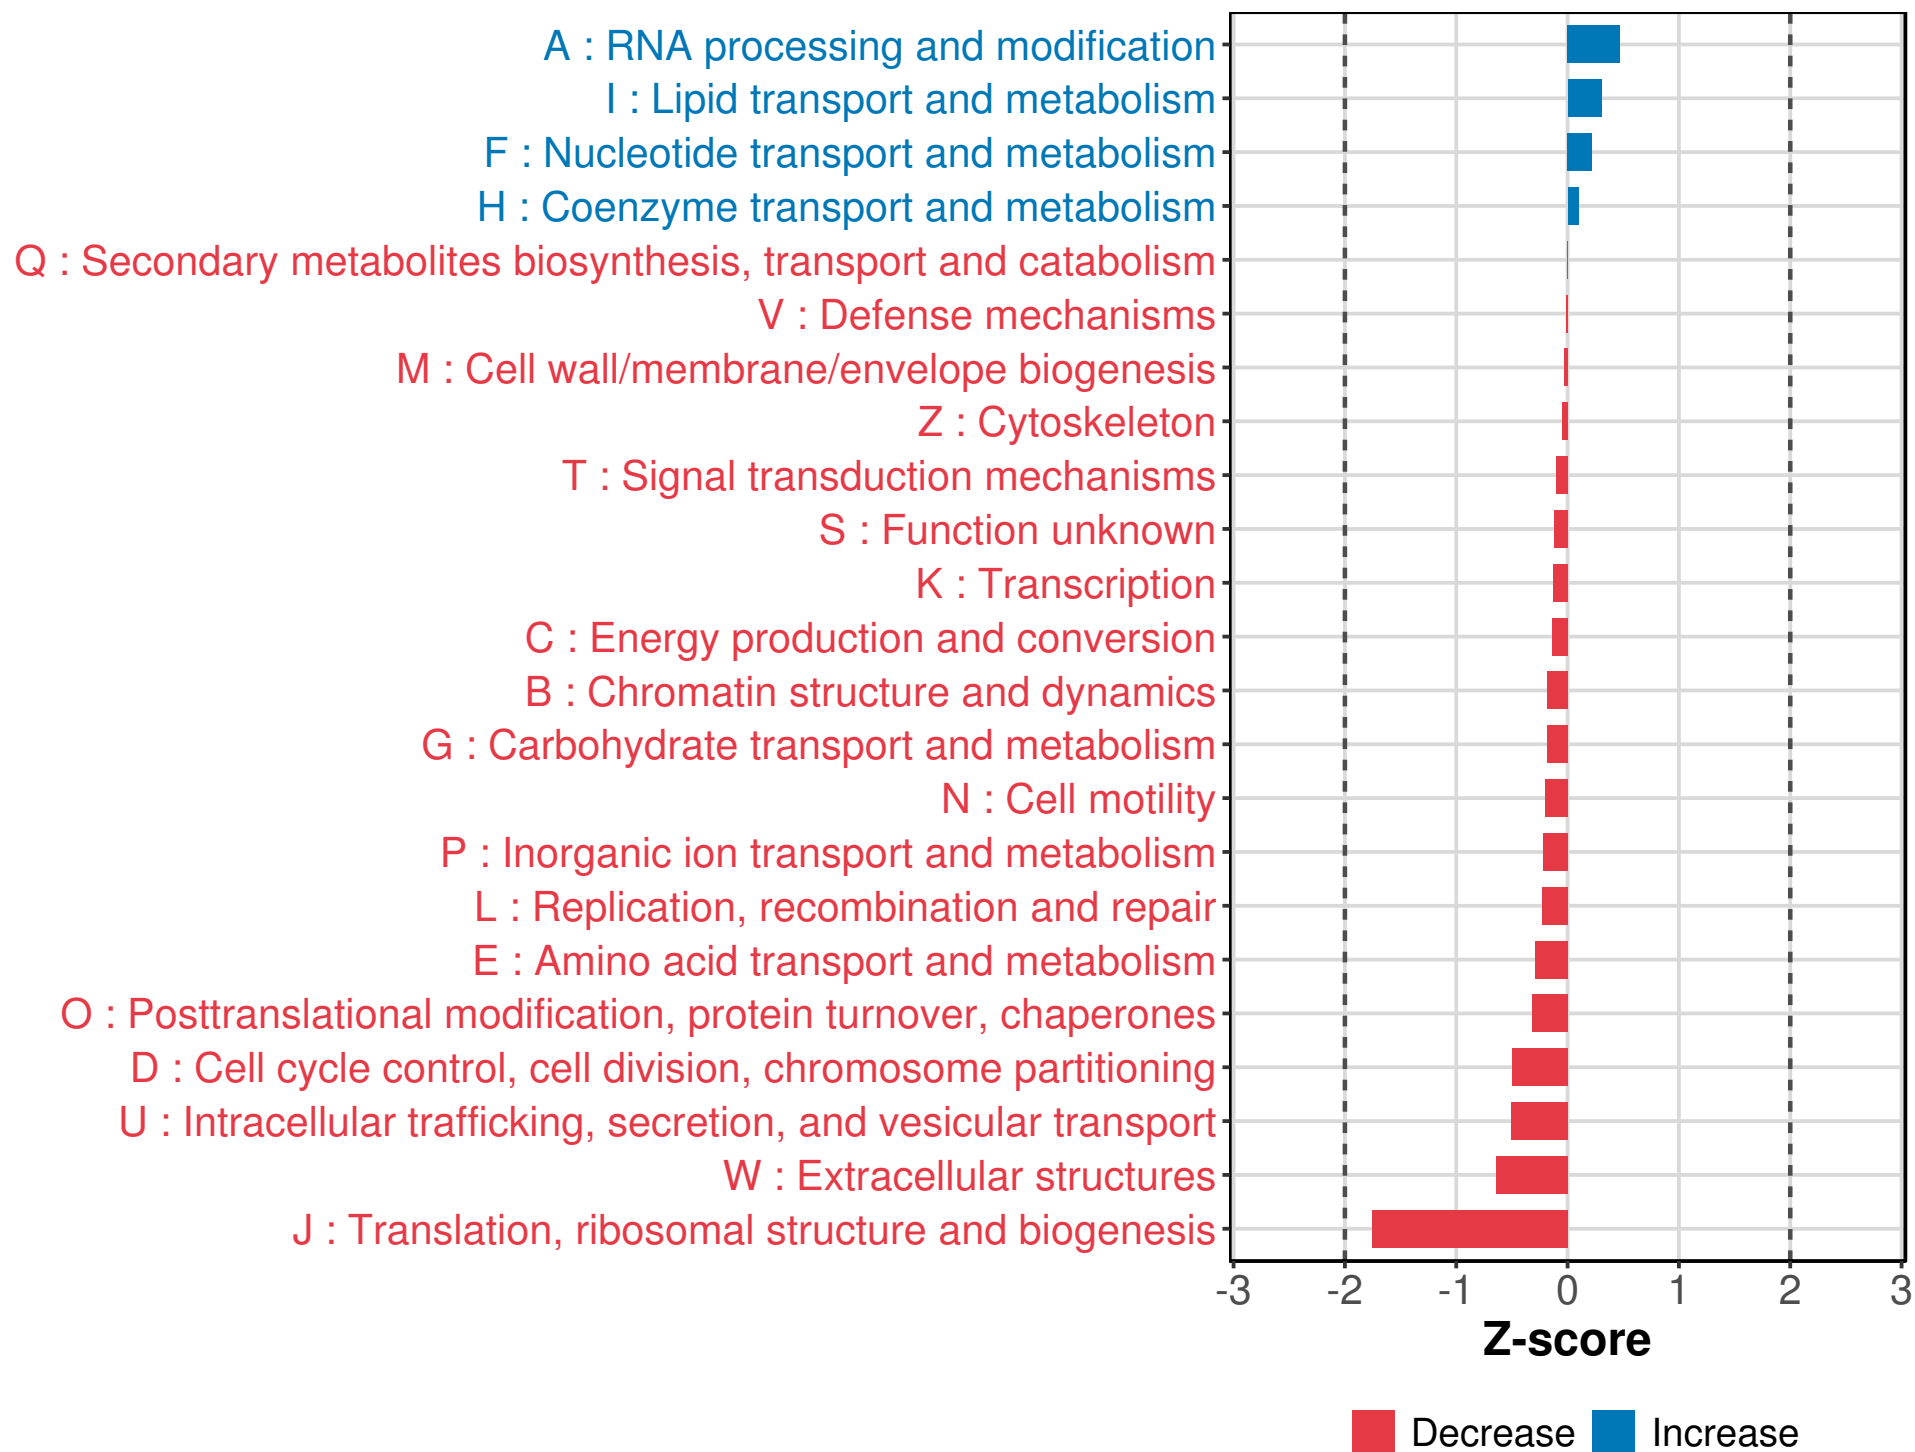 A : RNA processing and modification
I : Lipid transport and metabolism
F : Nucleotide transport and metabolism
H : Coenzyme transport and metabolism
Q : Secondary metabolites biosynthesis, transport and catabolism
V : Defense mechanisms
M : Cell wall/membrane/envelope biogenesis
Z : Cytoskeleton
T : Signal transduction mechanisms
S : Function unknown
K : Transcription
C : Energy production and conversion
B : Chromatin structure and dynamics
G : Carbohydrate transport and metabolism
N : Cell motility
P : Inorganic ion transport and metabolism
L : Replication, recombination and repair
E : Amino acid transport and metabolism
O : Posttranslational modification, protein turnover, chaperones
D : Cell cycle control, cell division, chromosome partitioning
U : Intracellular trafficking, secretion, and vesicular transport
W : Extracellular structures
J : Translation, ribosomal structure and biogenesis
-3 -2 -1 0 1 2 3
Z-score
Decrease Increase